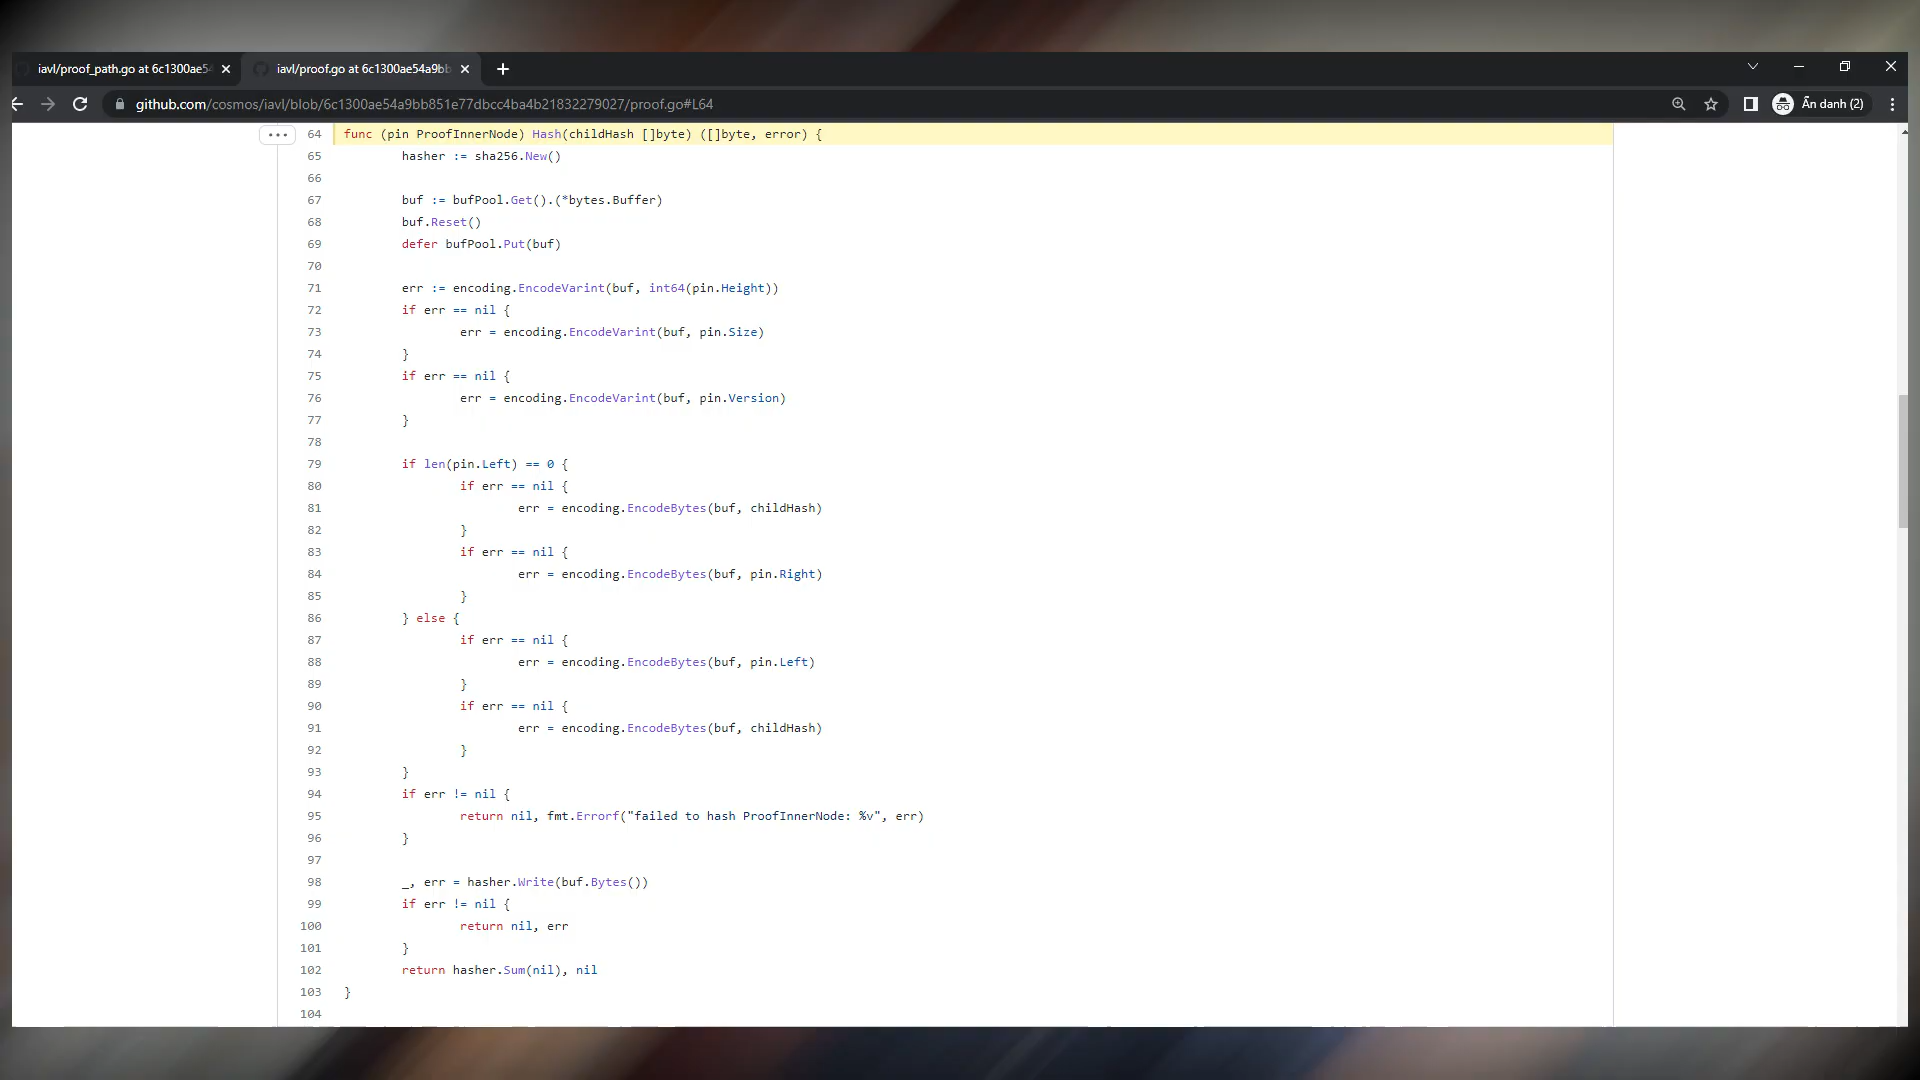 iavl/proof_path.go at 6c1300ae54
iavl/proof.go at 6c1300ae54a9bb
github.com/cosmos/iavl/blob/6c1300ae54a9bb851e77dbcc4ba4b21832279027/proof.go#L64
Ẩn danh (2)
64 func (pin ProofInnerNode) Hash(childHash []byte) ([]byte, error) {
65 hasher := sha256.New()
66
67 buf := bufPool.Get().(*bytes.Buffer)
68 buf.Reset()
69 defer bufPool.Put(buf)
70
71 err := encoding.EncodeVarint(buf, int64(pin.Height))
72 if err == nil {
73 err = encoding.EncodeVarint(buf, pin.Size)
74 }
75 if err == nil {
76 err = encoding.EncodeVarint(buf, pin.Version)
77 }
78
79 if len(pin.Left) == 0 {
80 if err == nil {
81 err = encoding.EncodeBytes(buf, childHash)
82 }
83 if err == nil {
84 err = encoding.EncodeBytes(buf, pin.Right)
85 }
86 } else {
87 if err == nil {
88 err = encoding.EncodeBytes(buf, pin.Left)
89 }
90 if err == nil {
91 err = encoding.EncodeBytes(buf, childHash)
92 }
93 }
94 if err != nil {
95 return nil, fmt.Errorf("failed to hash ProofInnerNode: %v", err)
96 }
97
98 _, err = hasher.Write(buf.Bytes())
99 if err != nil {
100 return nil, err
101 }
102 return hasher.Sum(nil), nil
103 }
104